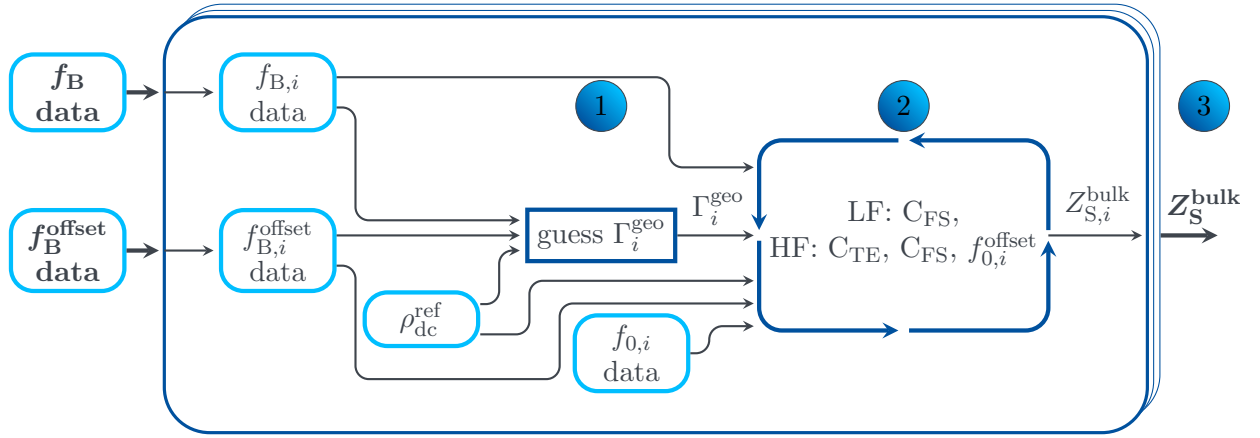 f_B
data
f_B^offset
data
f_B,i
data
f_B,i^offset
data
ρ_dc^ref
guess Γ_i^geo
f_0,i
data
1
Γ_i^geo
2
LF: C_FS,
HF: C_TE, C_FS, f_0,i^offset
Z_S,i^bulk
3
Z_S^bulk